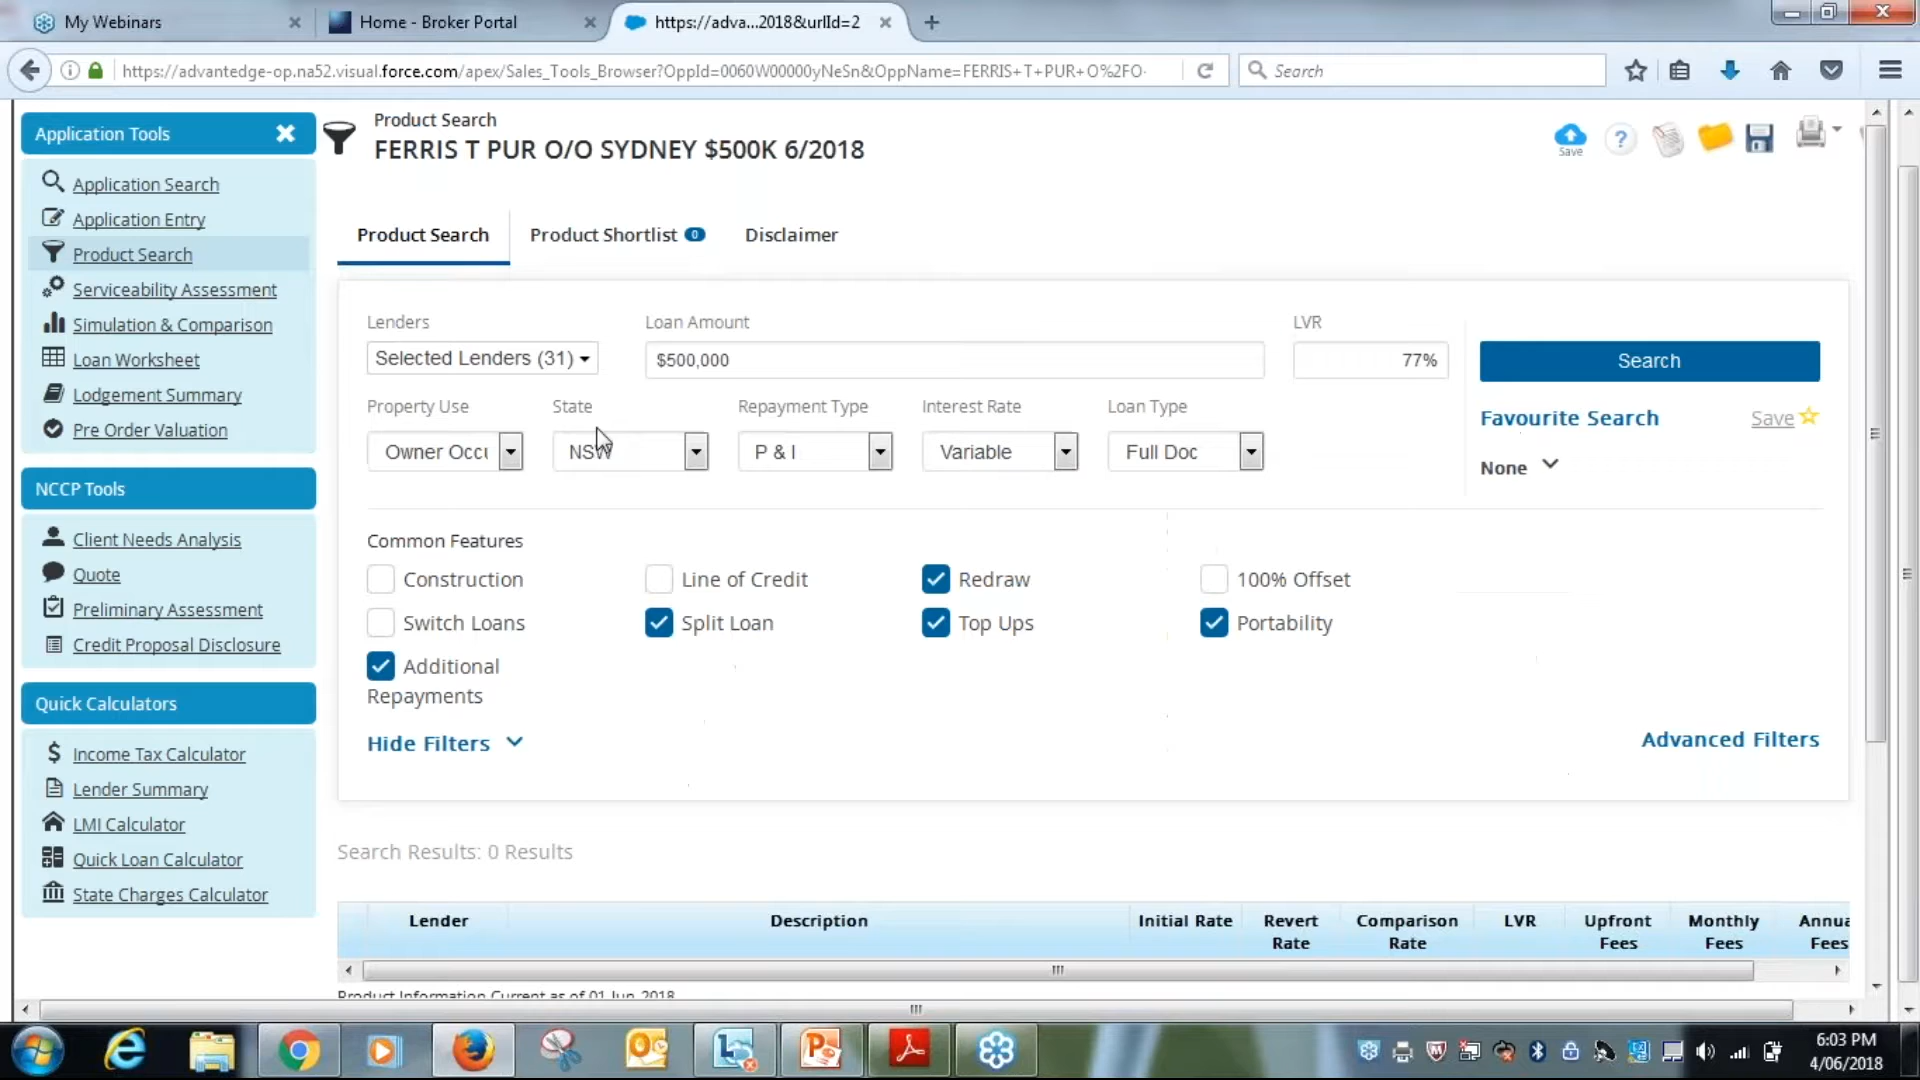 My Webinars
Home - Broker Portal
https://adva...2018&urlId=2
https://advantedge-op.na52.visual.force.com/apex/Sales_Tools_Browser?OppId=0060W00000yNeSn&OppName=FERRIS+T+PUR+O%2FO-
Search
Application Tools
Application Search
Application Entry
Product Search
Serviceability Assessment
Simulation & Comparison
Loan Worksheet
Lodgement Summary
Pre Order Valuation
NCCP Tools
Client Needs Analysis
Quote
Preliminary Assessment
Credit Proposal Disclosure
Quick Calculators
Income Tax Calculator
Lender Summary
LMI Calculator
Quick Loan Calculator
State Charges Calculator
Product Search
FERRIS T PUR O/O SYDNEY $500K 6/2018
Save
?
Product Search
Product Shortlist 0
Disclaimer
Lenders
Loan Amount
LVR
Selected Lenders (31)
$500,000
77%
Search
Property Use
State
Repayment Type
Interest Rate
Loan Type
Favourite Search
Save
Owner Occu
NSW
P & I
Variable
Full Doc
None
Common Features
Construction
Line of Credit
Redraw
100% Offset
Switch Loans
Split Loan
Top Ups
Portability
Additional
Repayments
Hide Filters
Advanced Filters
Search Results: 0 Results
Lender
Description
Initial Rate
Revert
Rate
Comparison
Rate
LVR
Upfront
Fees
Monthly
Fees
Annua
Fees
Product Information Current as of 01 Jun 2018
6:03 PM
4/06/2018